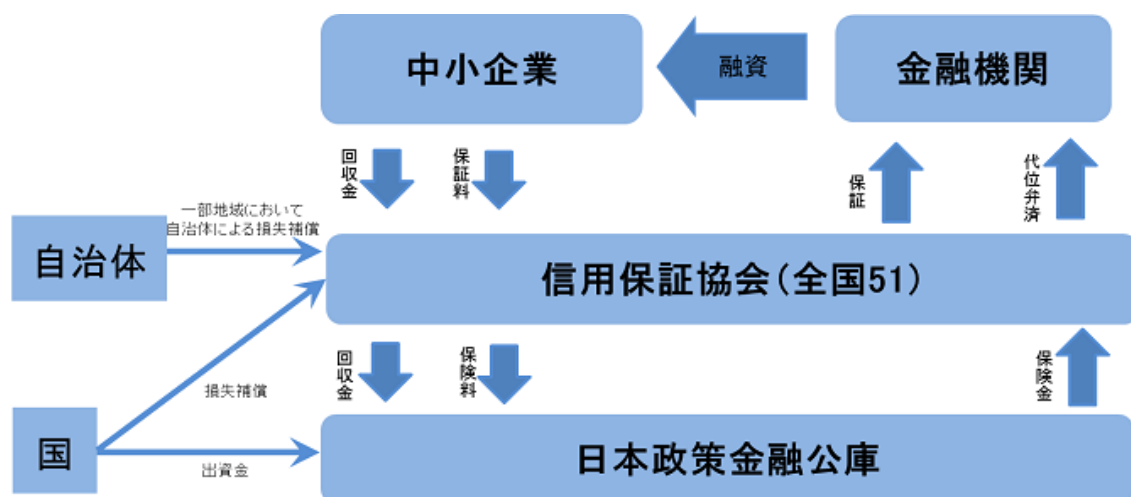 中小企業
融資
金融機関
回収金
保証料
保証
代位弁済
一部地域において
自治体による損失補償
自治体
信用保証協会(全国51)
回収金
保険料
保険金
損失補償
国
出資金
日本政策金融公庫